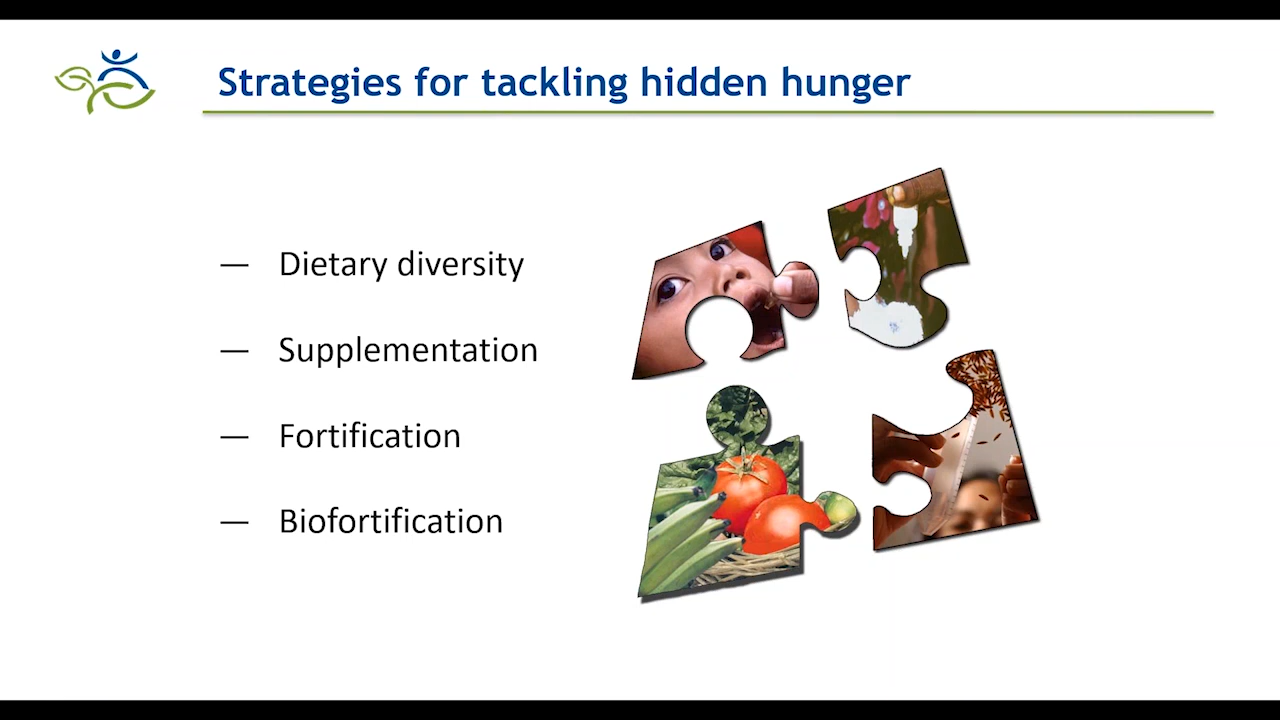 Strategies for tackling hidden hunger
— Dietary diversity
— Supplementation
— Fortification
— Biofortification